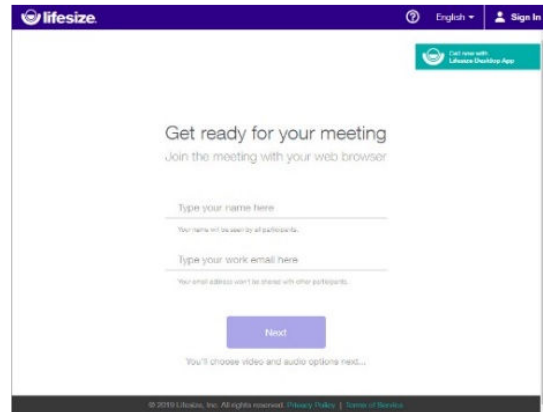 lifesize.
English
Sign In
Call now with
Lifesize Desktop App
Get ready for your meeting
Join the meeting with your web browser
Type your name here
Your name will be seen by all participants.
Type your work email here
Your email address won't be shared with other participants.
Next
You'll choose video and audio options next...
© 2019 Lifesize, Inc. All rights reserved. Privacy Policy | Terms of Service